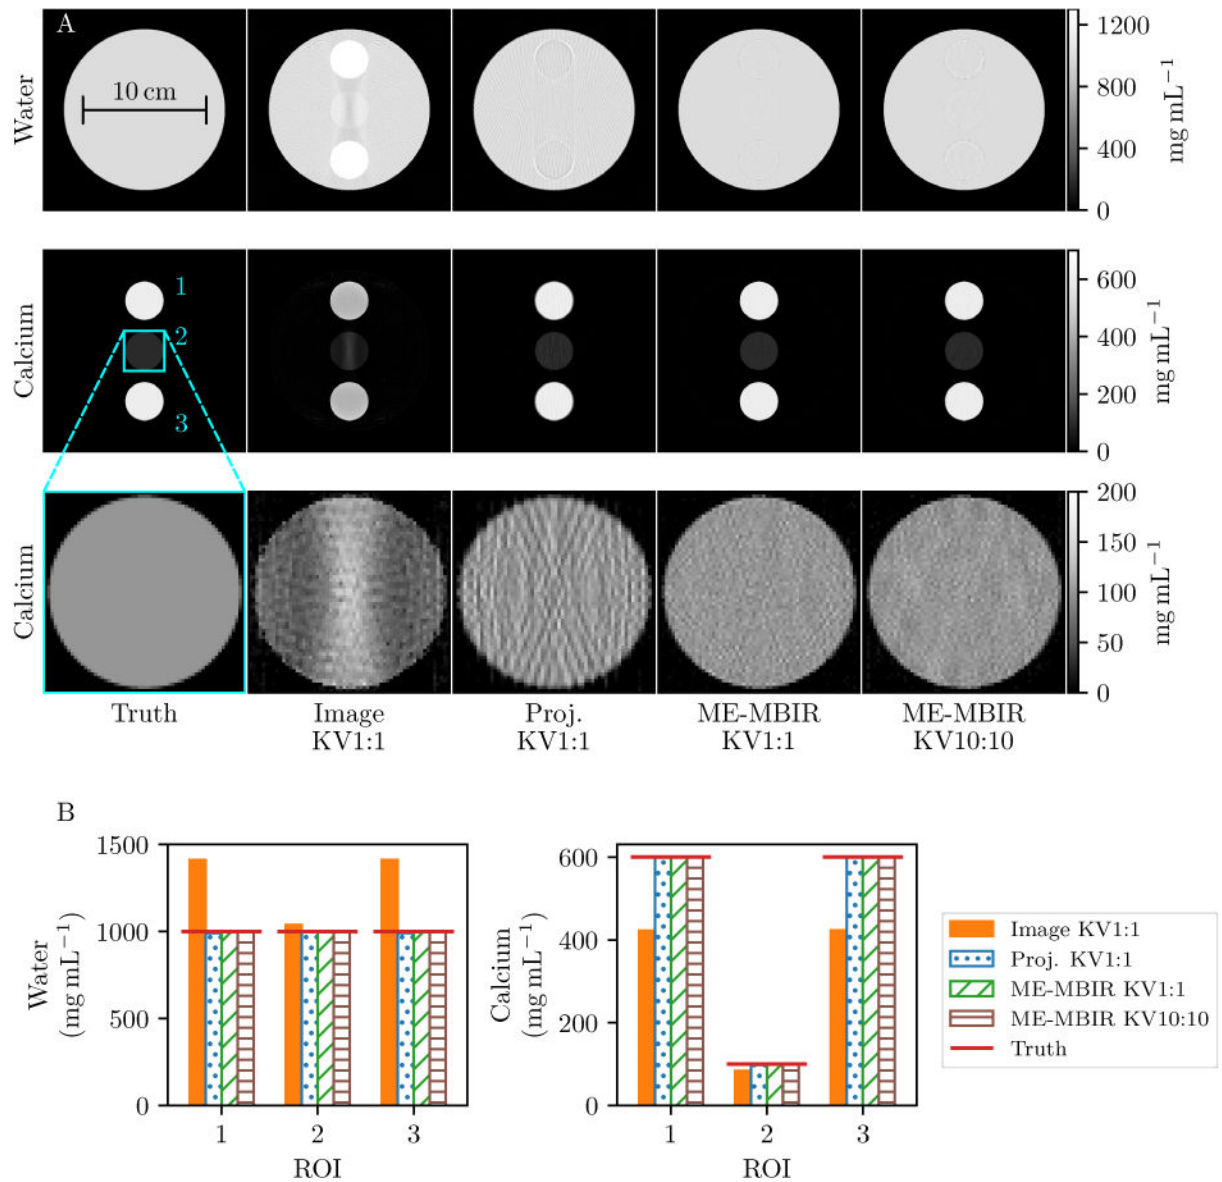 A
10 cm
Water
1200
800
400
0
mg mL−1
1
2
3
Calcium
600
400
200
0
mg mL−1
Calcium
200
150
100
50
0
mg mL−1
Truth
Image
KV1:1
Proj.
KV1:1
ME-MBIR
KV1:1
ME-MBIR
KV10:10
B
Water
(mg mL−1)
1500
1000
500
0
1 2 3
ROI
Calcium
(mg mL−1)
600
400
200
0
1 2 3
ROI
Image KV1:1
Proj. KV1:1
ME-MBIR KV1:1
ME-MBIR KV10:10
Truth